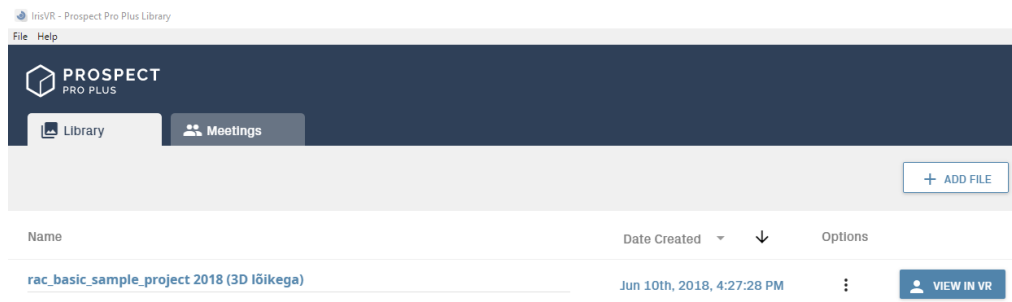 IrisVR - Prospect Pro Plus Library
File Help
PROSPECT
PRO PLUS
Library Meetings
+ ADD FILE
Name Date Created Options
rac_basic_sample_project 2018 (3D lõikega) Jun 10th, 2018, 4:27:28 PM VIEW IN VR